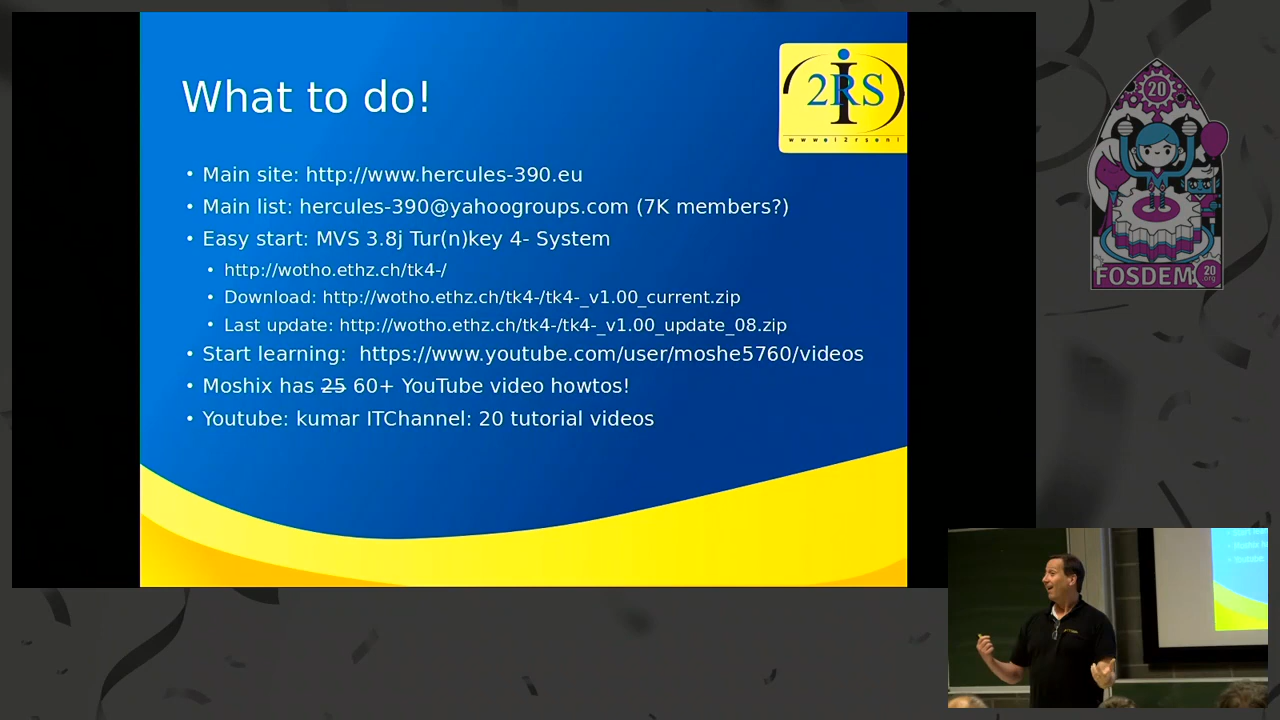 What to do!
2RS
i
wwwei2rseni
• Main site: http://www.hercules-390.eu
• Main list: hercules-390@yahoogroups.com (7K members?)
• Easy start: MVS 3.8j Tur(n)key 4- System
• http://wotho.ethz.ch/tk4-/
• Download: http://wotho.ethz.ch/tk4-/tk4-_v1.00_current.zip
• Last update: http://wotho.ethz.ch/tk4-/tk4-_v1.00_update_08.zip
• Start learning: https://www.youtube.com/user/moshe5760/videos
• Moshix has 25 60+ YouTube video howtos!
• Youtube: kumar ITChannel: 20 tutorial videos
20
FOSDEM
20
org